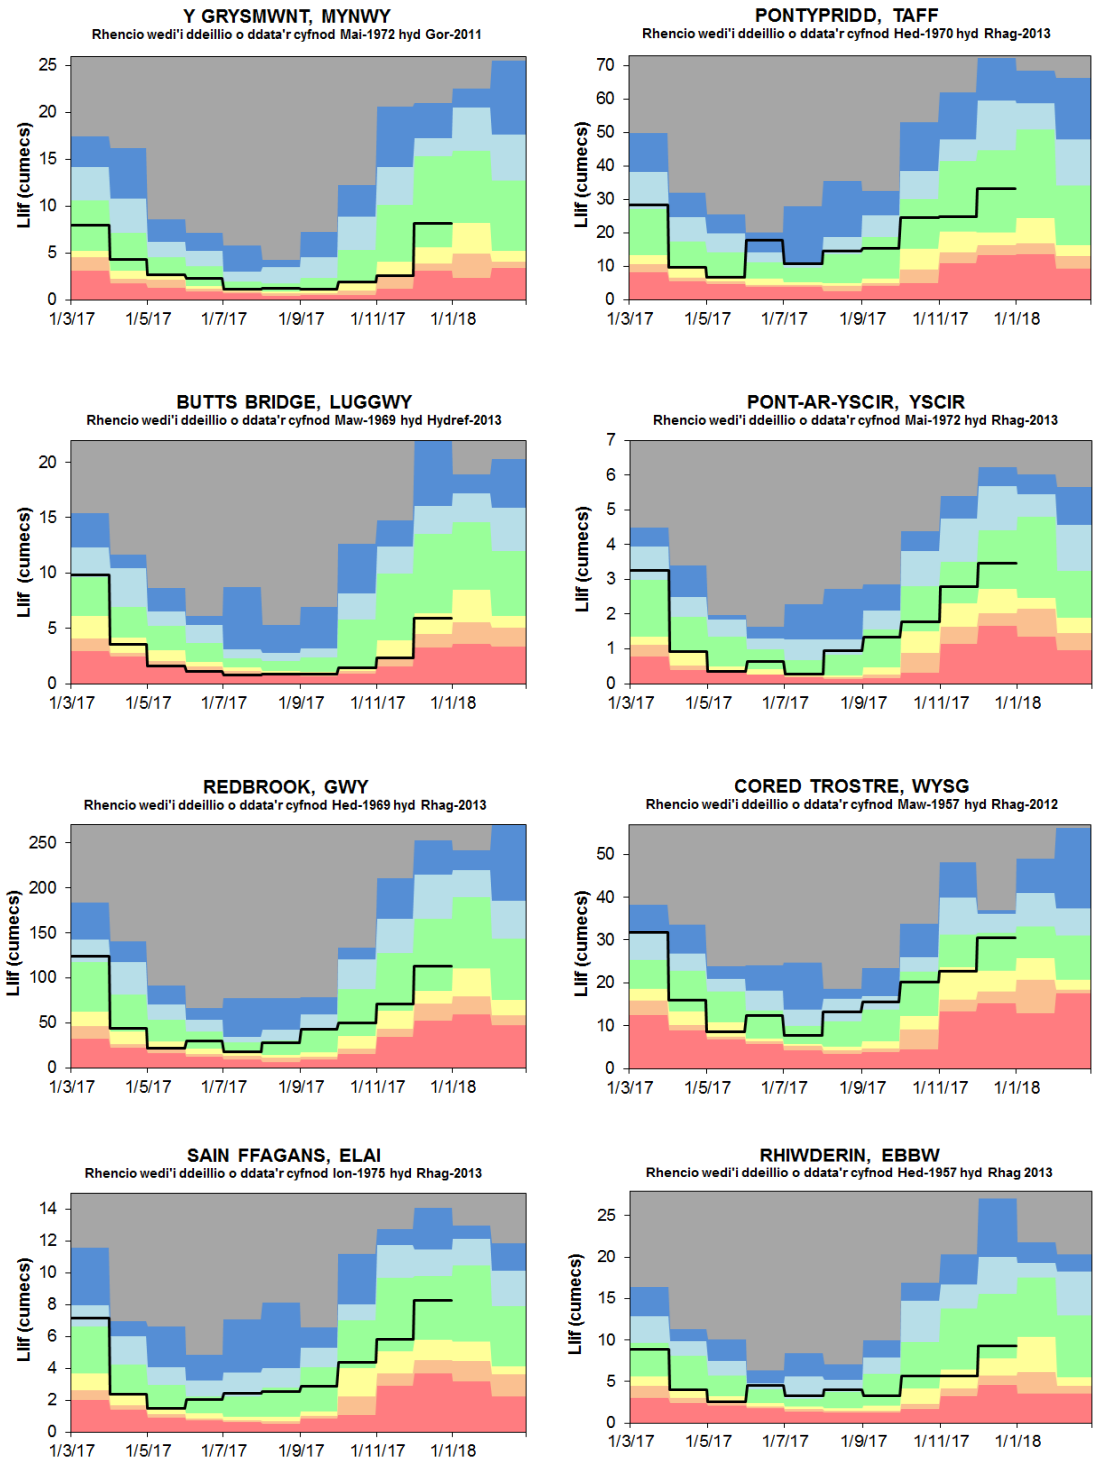 Y GRYSMWNT, MYNWY
Rhencio wedi'i ddeillio o ddata'r cyfnod Mai-1972 hyd Gor-2011
Llif (cumecs)
25
20
15
10
5
0
1/3/17 1/5/17 1/7/17 1/9/17 1/11/17 1/1/18
PONTYPRIDD, TAFF
Rhencio wedi'i ddeillio o ddata'r cyfnod Hed-1970 hyd Rhag-2013
Llif (cumecs)
70
60
50
40
30
20
10
0
1/3/17 1/5/17 1/7/17 1/9/17 1/11/17 1/1/18
BUTTS BRIDGE, LUGGWY
Rhencio wedi'i ddeillio o ddata'r cyfnod Maw-1969 hyd Hydref-2013
Llif (cumecs)
20
15
10
5
0
1/3/17 1/5/17 1/7/17 1/9/17 1/11/17 1/1/18
PONT-AR-YSCIR, YSCIR
Rhencio wedi'i ddeillio o ddata'r cyfnod Mai-1972 hyd Rhag-2013
Llif (cumecs)
7
6
5
4
3
2
1
0
1/3/17 1/5/17 1/7/17 1/9/17 1/11/17 1/1/18
REDBROOK, GWY
Rhencio wedi'i ddeillio o ddata'r cyfnod Hed-1969 hyd Rhag-2013
Llif (cumecs)
250
200
150
100
50
0
1/3/17 1/5/17 1/7/17 1/9/17 1/11/17 1/1/18
CORED TROSTRE, WYSG
Rhencio wedi'i ddeillio o ddata'r cyfnod Maw-1957 hyd Rhag-2012
Llif (cumecs)
50
40
30
20
10
0
1/3/17 1/5/17 1/7/17 1/9/17 1/11/17 1/1/18
SAIN FFAGANS, ELAI
Rhencio wedi'i ddeillio o ddata'r cyfnod Ion-1975 hyd Rhag-2013
Llif (cumecs)
14
12
10
8
6
4
2
0
1/3/17 1/5/17 1/7/17 1/9/17 1/11/17 1/1/18
RHIWDERIN, EBBW
Rhencio wedi'i ddeillio o ddata'r cyfnod Hed-1957 hyd Rhag 2013
Llif (cumecs)
25
20
15
10
5
0
1/3/17 1/5/17 1/7/17 1/9/17 1/11/17 1/1/18